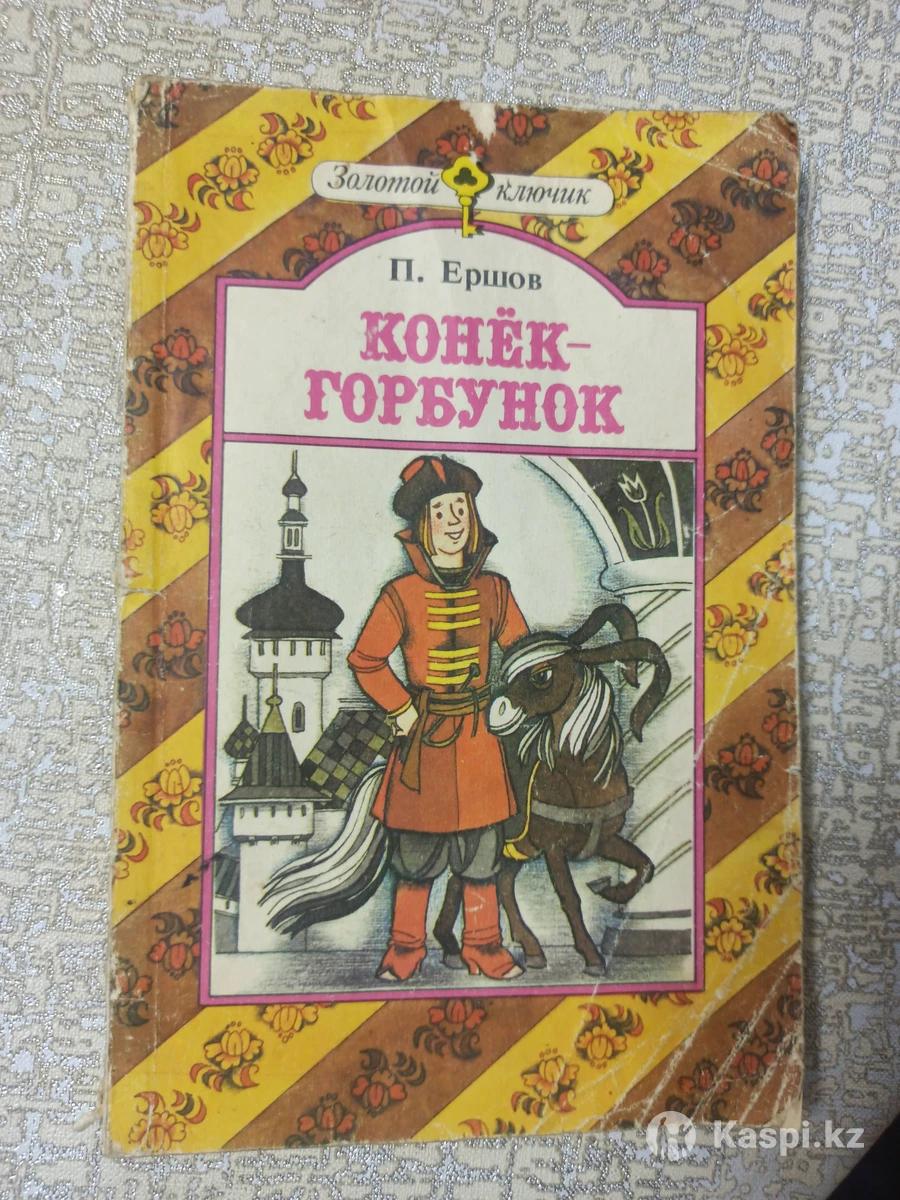 Золотой ключик
П. Ершов
КОНЁК-
ГОРБУНОК
Kaspi.kz